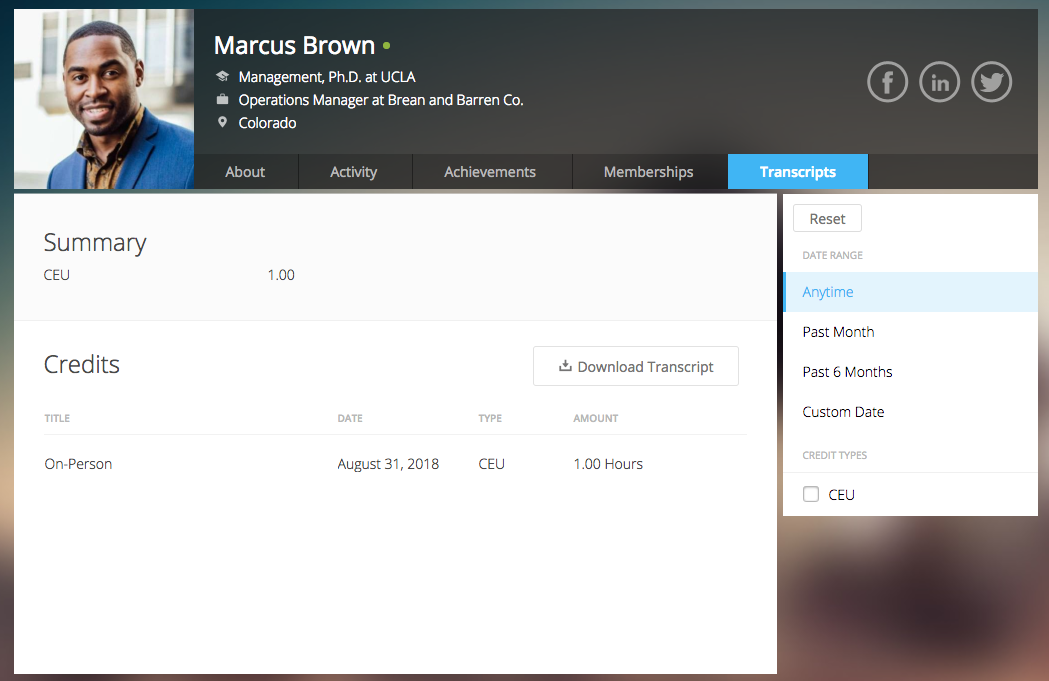 Marcus Brown
Management, Ph.D. at UCLA
Operations Manager at Brean and Barren Co.
Colorado
f in
About Activity Achievements Memberships Transcripts
Summary
CEU 1.00
Credits
Download Transcript
TITLE DATE TYPE AMOUNT
On-Person August 31, 2018 CEU 1.00 Hours
Reset
DATE RANGE
Anytime
Past Month
Past 6 Months
Custom Date
CREDIT TYPES
CEU